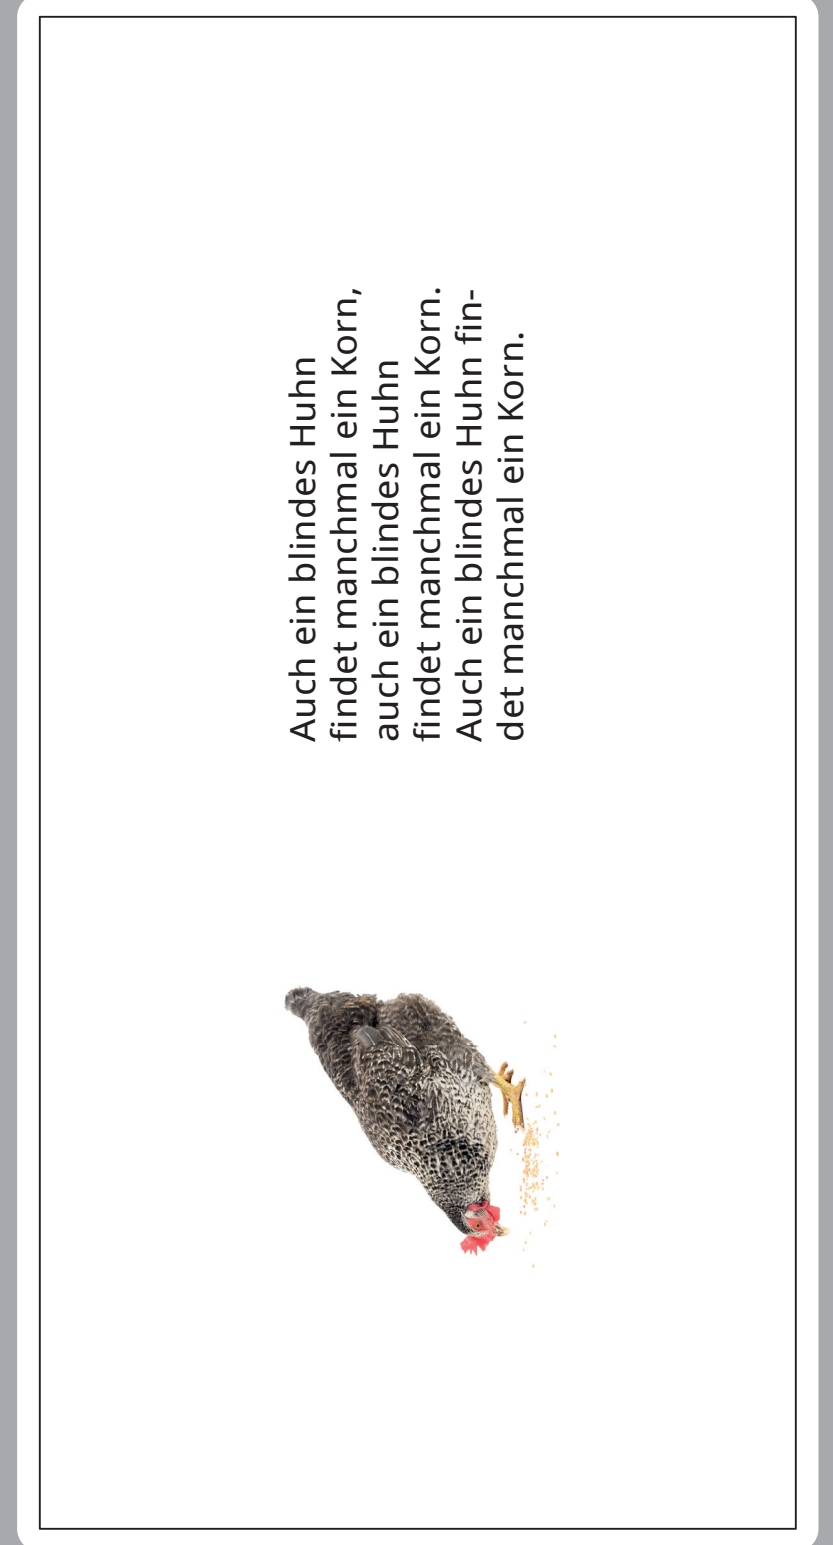 Auch ein blindes Huhn
findet manchmal ein Korn,
auch ein blindes Huhn
findet manchmal ein Korn.
Auch ein blindes Huhn fin-
det manchmal ein Korn.